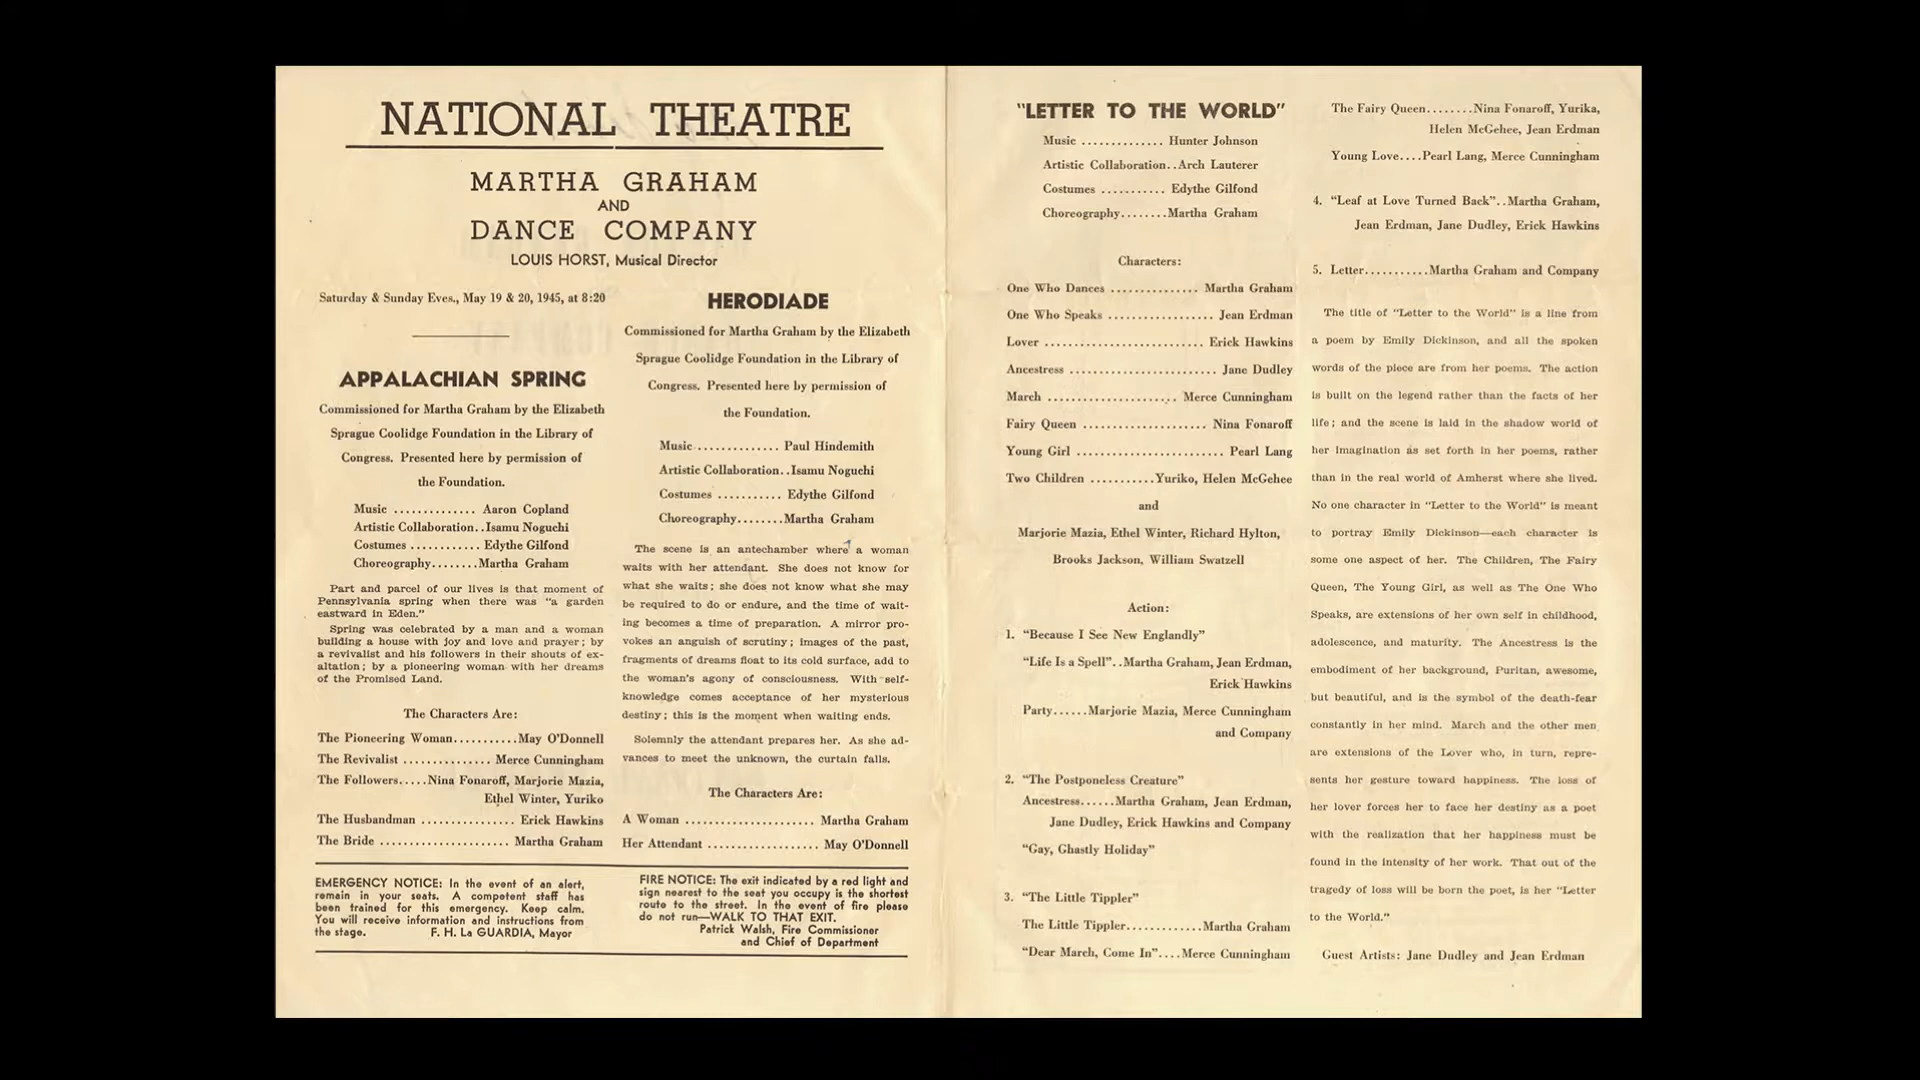 NATIONAL THEATRE
MARTHA GRAHAM
AND
DANCE COMPANY
LOUIS HORST, Musical Director
Saturday & Sunday Eves., May 19 & 20, 1945, at 8:20
APPALACHIAN SPRING
Commissioned for Martha Graham by the Elizabeth
Sprague Coolidge Foundation in the Library of
Congress. Presented here by permission of
the Foundation.
Music ............. Aaron Copland
Artistic Collaboration..Isamu Noguchi
Costumes ........... Edythe Gilfond
Choreography........Martha Graham
Part and parcel of our lives is that moment of
Pennsylvania spring when there was "a garden
eastward in Eden."
Spring was celebrated by a man and a woman
building a house with joy and love and prayer; by
a revivalist and his followers in their shouts of ex-
altation; by a pioneering woman with her dreams
of the Promised Land.
The Characters Are:
The Pioneering Woman..........May O'Donnell
The Revivalist .............. Merce Cunningham
The Followers.....Nina Fonaroff, Marjorie Mazia,
Ethel Winter, Yuriko
The Husbandman ............... Erick Hawkins
The Bride ..................... Martha Graham
HERODIADE
Commissioned for Martha Graham by the Elizabeth
Sprague Coolidge Foundation in the Library of
Congress. Presented here by permission of
the Foundation.
Music ............. Paul Hindemith
Artistic Collaboration..Isamu Noguchi
Costumes ........... Edythe Gilfond
Choreography........Martha Graham
The scene is an antechamber where a woman
waits with her attendant. She does not know for
what she waits; she does not know what she may
be required to do or endure, and the time of wait-
ing becomes a time of preparation. A mirror pro-
vokes an anguish of scrutiny; images of the past,
fragments of dreams float to its cold surface, add to
the woman's agony of consciousness. With self-
knowledge comes acceptance of her mysterious
destiny; this is the moment when waiting ends.
Solemnly the attendant prepares her. As she ad-
vances to meet the unknown, the curtain falls.
The Characters Are:
A Woman ..................... Martha Graham
Her Attendant .................. May O'Donnell
EMERGENCY NOTICE: In the event of an alert,
remain in your seats. A competent staff has
been trained for this emergency. Keep calm.
You will receive information and instructions from
the stage. F. H. La GUARDIA, Mayor
FIRE NOTICE: The exit indicated by a red light and
sign nearest to the seat you occupy is the shortest
route to the street. In the event of fire please
do not run—WALK TO THAT EXIT.
Patrick Walsh, Fire Commissioner
and Chief of Department
"LETTER TO THE WORLD"
Music ............. Hunter Johnson
Artistic Collaboration..Arch Lauterer
Costumes ........... Edythe Gilfond
Choreography........Martha Graham
Characters:
One Who Dances .............. Martha Graham
One Who Speaks ................. Jean Erdman
Lover ......................... Erick Hawkins
Ancestress ....................... Jane Dudley
March ..................... Merce Cunningham
Fairy Queen .................... Nina Fonaroff
Young Girl ........................ Pearl Lang
Two Children ..........Yuriko, Helen McGehee
and
Marjorie Mazia, Ethel Winter, Richard Hylton,
Brooks Jackson, William Swatzell
Action:
1. "Because I See New Englandly"
"Life Is a Spell"..Martha Graham, Jean Erdman,
Erick Hawkins
Party......Marjorie Mazia, Merce Cunningham
and Company
2. "The Postponeless Creature"
Ancestress......Martha Graham, Jean Erdman,
Jane Dudley, Erick Hawkins and Company
"Gay, Ghastly Holiday"
3. "The Little Tippler"
The Little Tippler.............Martha Graham
"Dear March, Come In"....Merce Cunningham
The Fairy Queen........Nina Fonaroff, Yurika,
Helen McGehee, Jean Erdman
Young Love....Pearl Lang, Merce Cunningham
4. "Leaf at Love Turned Back"..Martha Graham,
Jean Erdman, Jane Dudley, Erick Hawkins
5. Letter...........Martha Graham and Company
The title of "Letter to the World" is a line from
a poem by Emily Dickinson, and all the spoken
words of the piece are from her poems. The action
is built on the legend rather than the facts of her
life; and the scene is laid in the shadow world of
her imagination as set forth in her poems, rather
than in the real world of Amherst where she lived.
No one character in "Letter to the World" is meant
to portray Emily Dickinson—each character is
some one aspect of her. The Children, The Fairy
Queen, The Young Girl, as well as The One Who
Speaks, are extensions of her own self in childhood,
adolescence, and maturity. The Ancestress is the
embodiment of her background, Puritan, awesome,
but beautiful, and is the symbol of the death-fear
constantly in her mind. March and the other men
are extensions of the Lover who, in turn, repre-
sents her gesture toward happiness. The loss of
her lover forces her to face her destiny as a poet
with the realization that her happiness must be
found in the intensity of her work. That out of the
tragedy of loss will be born the poet, is her "Letter
to the World."
Guest Artists: Jane Dudley and Jean Erdman